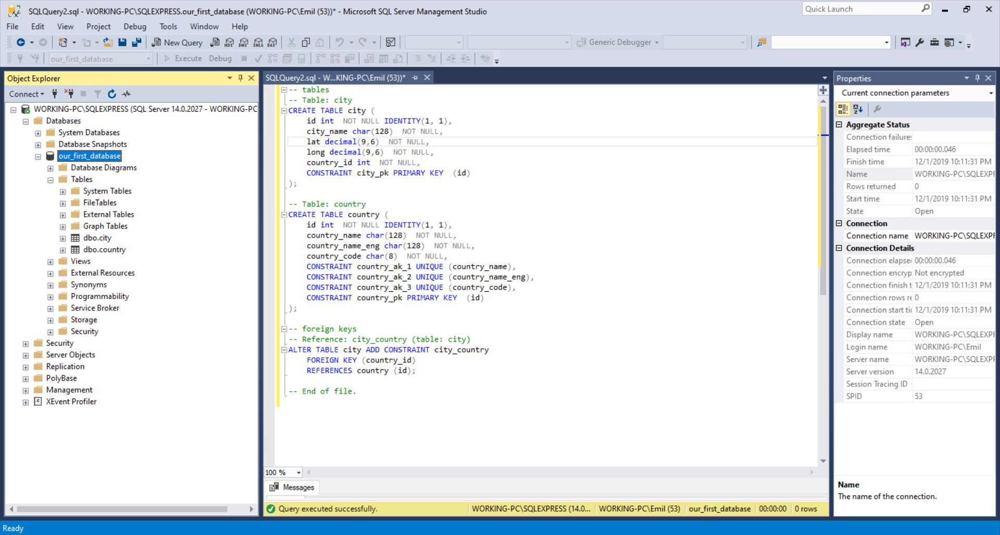 SQLQuery2.sql - WORKING-PC\SQLEXPRESS.our_first_database (WORKING-PC\Emil (53))* - Microsoft SQL Server Management Studio
Quick Launch
File Edit View Project Debug Tools Window Help
New Query MDX DMX XMLA DAX Generic Debugger
our_first_database Execute Debug
Object Explorer
Connect
WORKING-PC\SQLEXPRESS (SQL Server 14.0.2027 - WORKING-PC
Databases
System Databases
Database Snapshots
our_first_database
Database Diagrams
Tables
System Tables
FileTables
External Tables
Graph Tables
dbo.city
dbo.country
Views
External Resources
Synonyms
Programmability
Service Broker
Storage
Security
Security
Server Objects
Replication
PolyBase
Management
XEvent Profiler
SQLQuery2.sql - W...KING-PC\Emil (53))*
-- tables
-- Table: city
CREATE TABLE city (
id int  NOT NULL IDENTITY(1, 1),
city_name char(128)  NOT NULL,
lat decimal(9,6)  NOT NULL,
long decimal(9,6)  NOT NULL,
country_id int  NOT NULL,
CONSTRAINT city_pk PRIMARY KEY  (id)
);
-- Table: country
CREATE TABLE country (
id int  NOT NULL IDENTITY(1, 1),
country_name char(128)  NOT NULL,
country_name_eng char(128)  NOT NULL,
country_code char(8)  NOT NULL,
CONSTRAINT country_ak_1 UNIQUE (country_name),
CONSTRAINT country_ak_2 UNIQUE (country_name_eng),
CONSTRAINT country_ak_3 UNIQUE (country_code),
CONSTRAINT country_pk PRIMARY KEY  (id)
);
-- foreign keys
-- Reference: city_country (table: city)
ALTER TABLE city ADD CONSTRAINT city_country
FOREIGN KEY (country_id)
REFERENCES country (id);
-- End of file.
100 %
Messages
Query executed successfully. WORKING-PC\SQLEXPRESS (14.0... WORKING-PC\Emil (53) our_first_database 00:00:00 0 rows
Properties
Current connection parameters
Aggregate Status
Connection failures
Elapsed time 00:00:00.046
Finish time 12/1/2019 10:11:31 PM
Name WORKING-PC\SQLEXPR
Rows returned 0
Start time 12/1/2019 10:11:31 PM
State Open
Connection
Connection name WORKING-PC\SQLEXPR
Connection Details
Connection elapse 00:00:00.046
Connection encryp Not encrypted
Connection finish t 12/1/2019 10:11:31 PM
Connection rows re 0
Connection start ti 12/1/2019 10:11:31 PM
Connection state Open
Display name WORKING-PC\SQLEXPR
Login name WORKING-PC\Emil
Server name WORKING-PC\SQLEXPR
Server version 14.0.2027
Session Tracing ID
SPID 53
Name
The name of the connection.
Ready